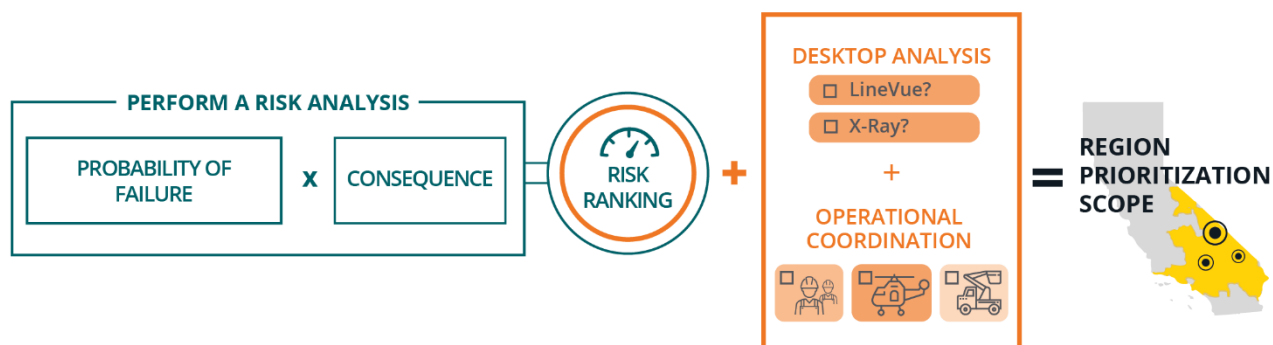 PERFORM A RISK ANALYSIS
PROBABILITY OF
FAILURE
x
CONSEQUENCE
RISK
RANKING
+
DESKTOP ANALYSIS
LineVue?
X-Ray?
+
OPERATIONAL
COORDINATION
=
REGION
PRIORITIZATION
SCOPE